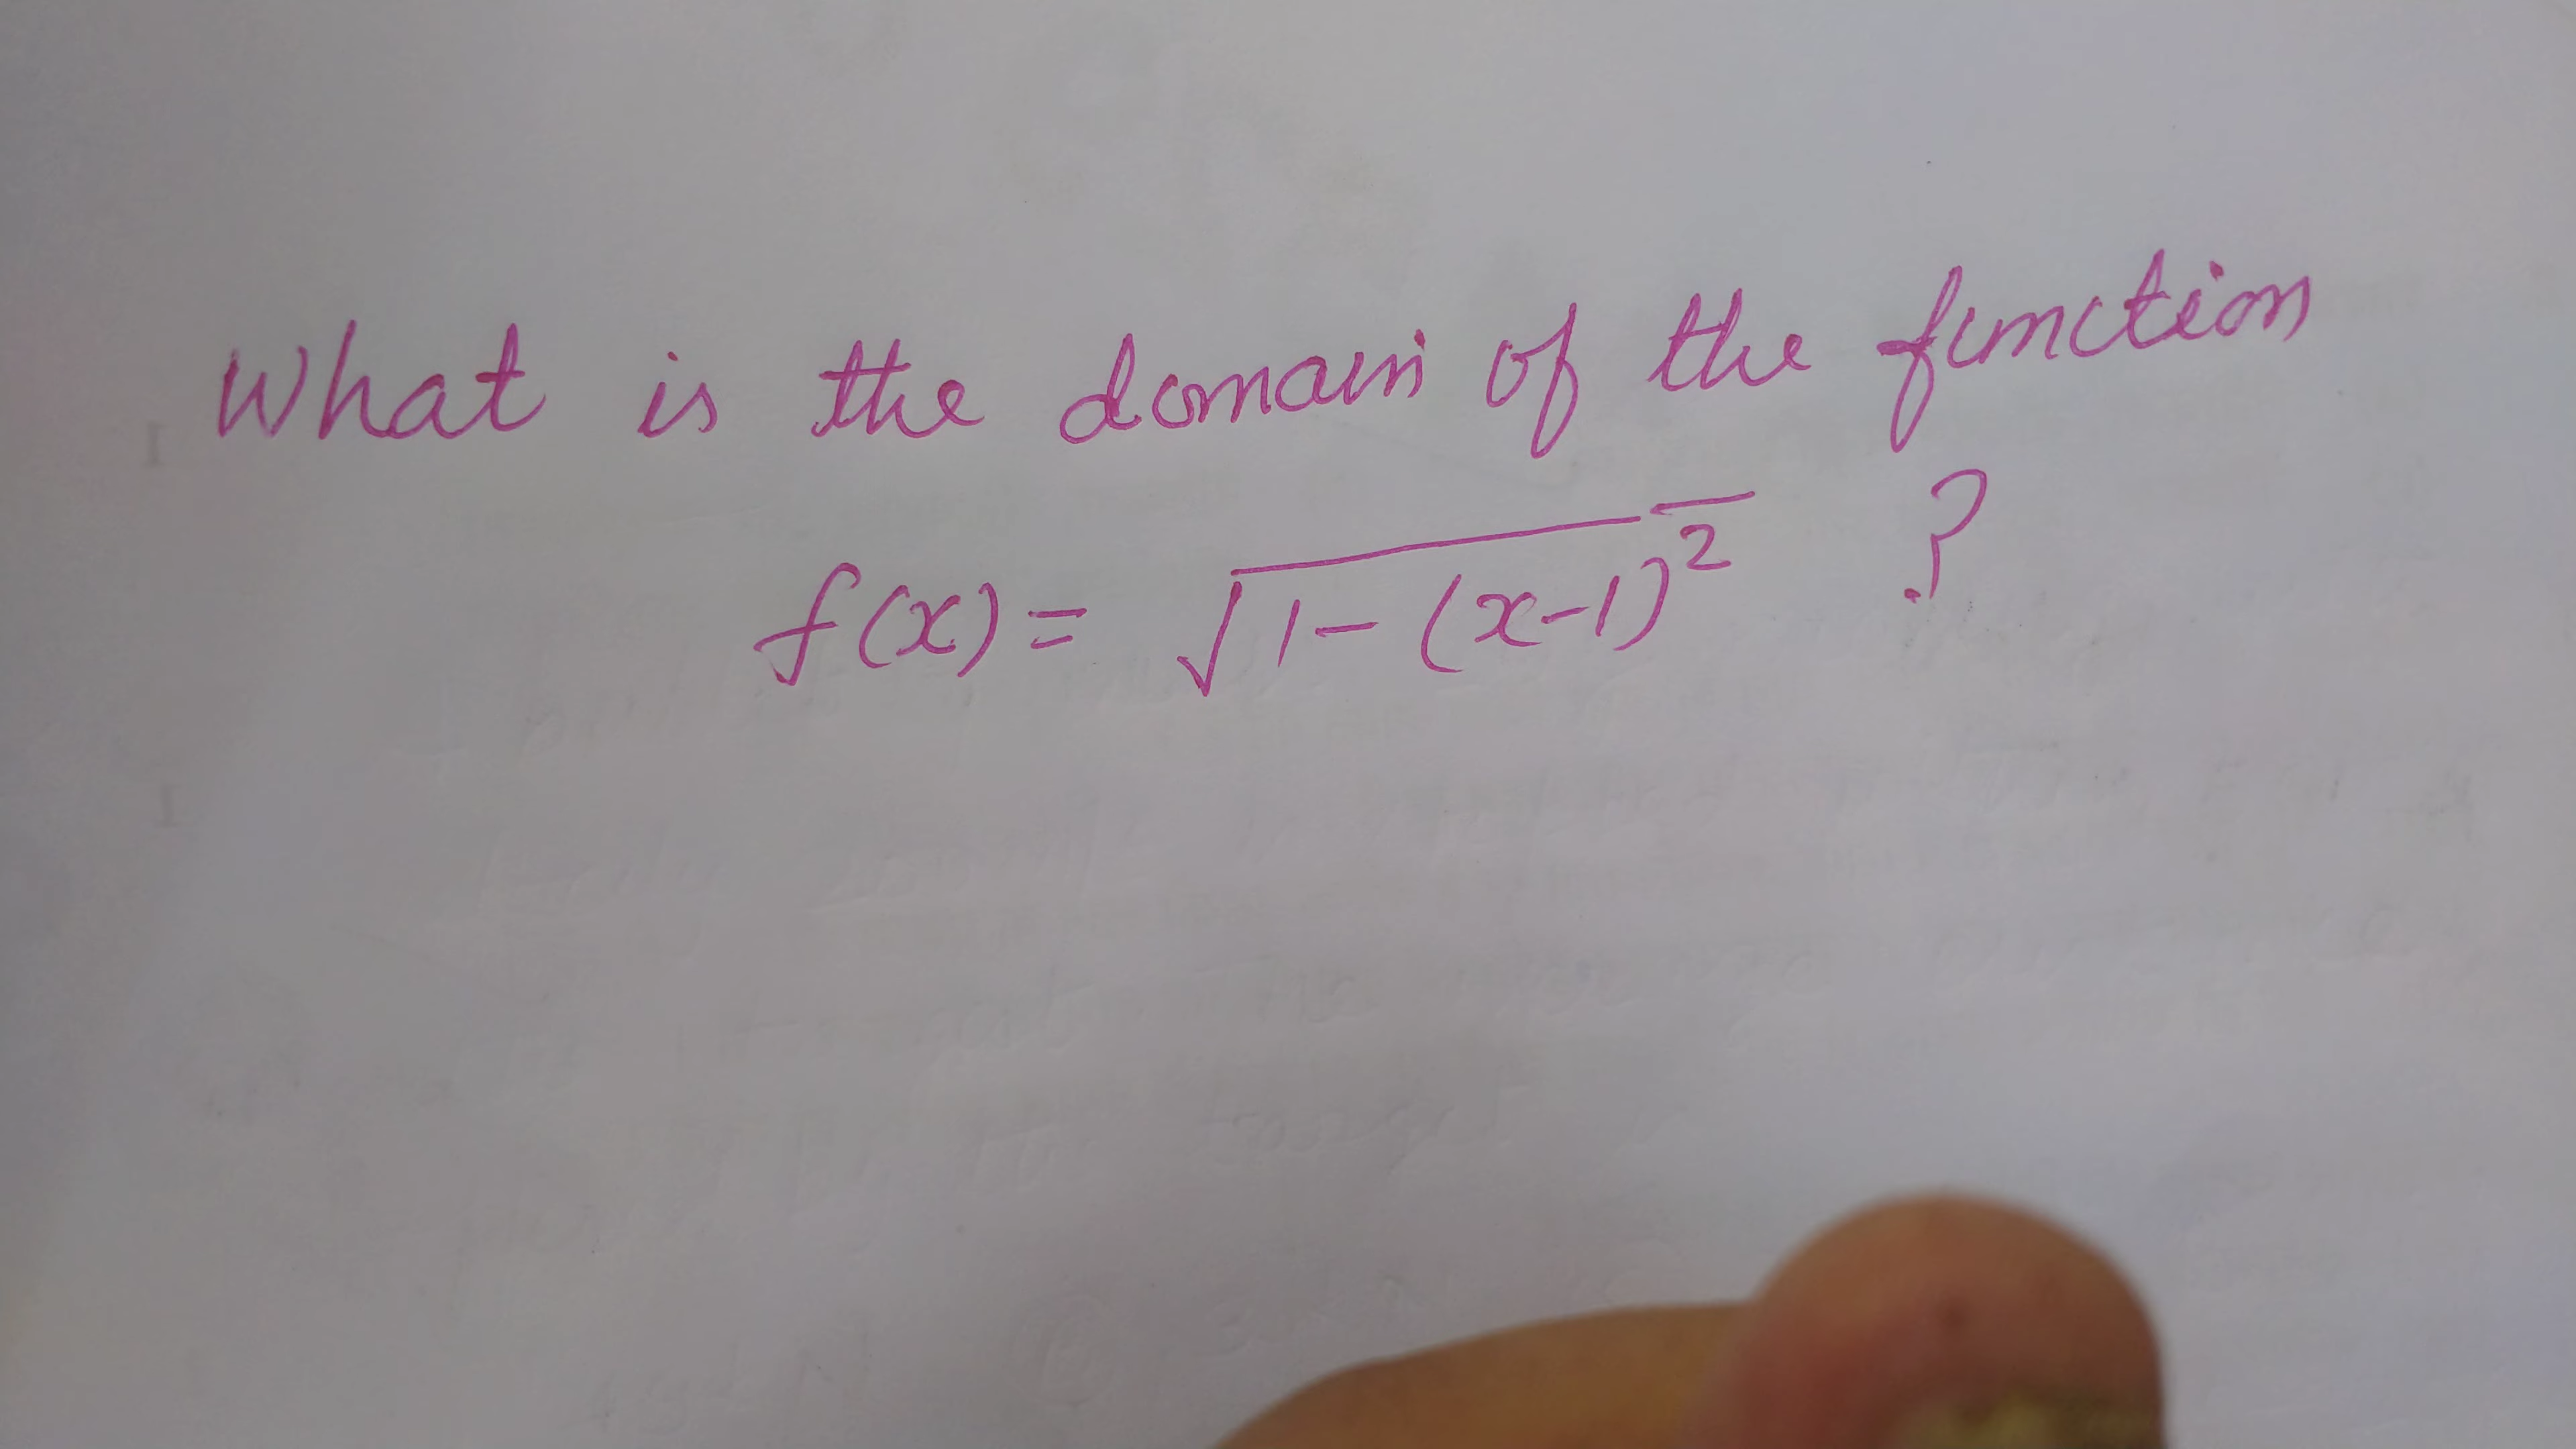 What is the domain of the function
f(x) = √1-(x-1)² ?